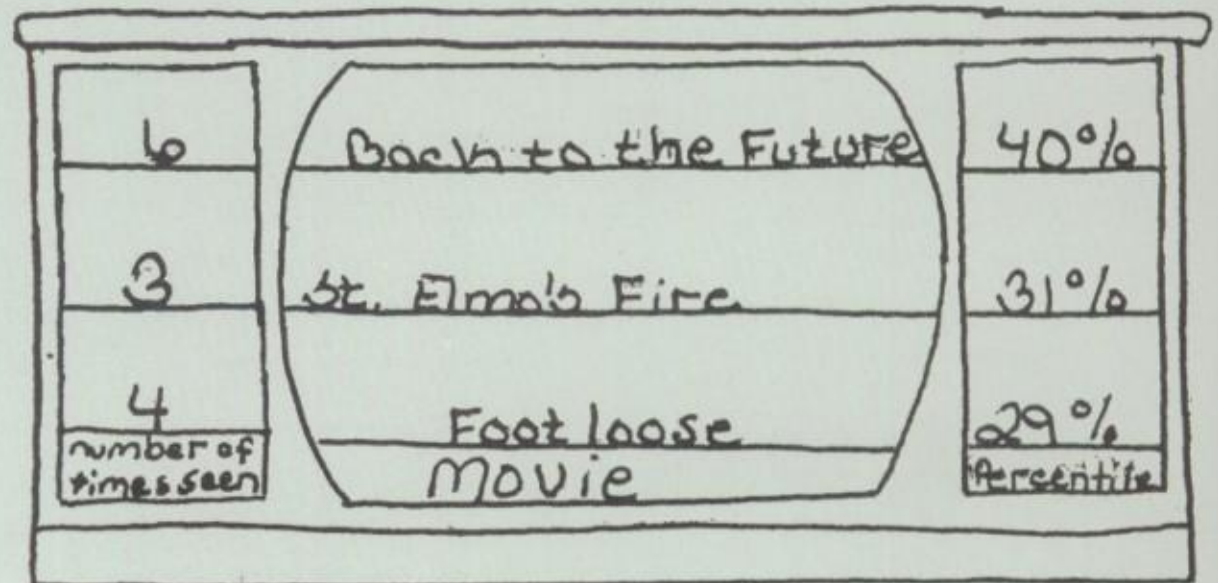 6 Back to the Future 40%
3 St. Elmo's Fire 31%
4 Footloose 29%
number of
times seen Movie Percentile